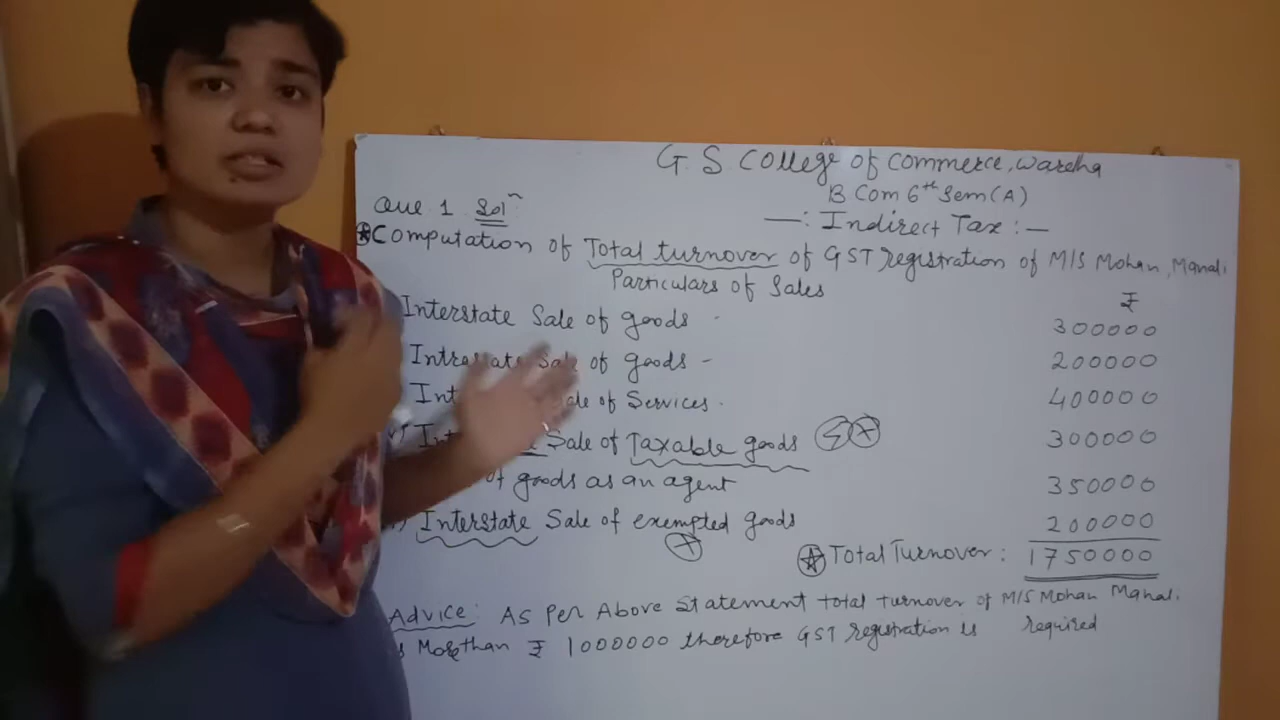 G. S. College of Commerce, Wardha
B Com 6th Sem (A)
Que 1 Solⁿ
—: Indirect Tax :—
Computation of Total turnover of GST registration of M/S Mohan, Manali
Particulars of Sales ₹
Interstate Sale of goods - 300000
Sale of goods - 200000
Sale of Services. 400000
Sale of Taxable goods 300000
of goods as an agent 350000
Interstate Sale of exempted goods 200000
Total Turnover: 1750000
Advice: As Per Above Statement total turnover of M/S Mohan Manali
More than ₹ 1000000 therefore GST registration is required